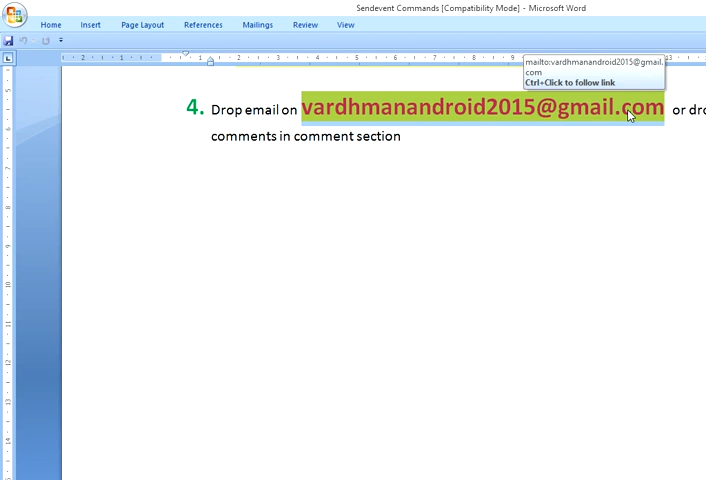 Sendevent Commands [Compatibility Mode] - Microsoft Word
Home Insert Page Layout References Mailings Review View
mailto:vardhmanandroid2015@gmail.
com
Ctrl+Click to follow link
4. Drop email on vardhmanandroid2015@gmail.com or dro
comments in comment section